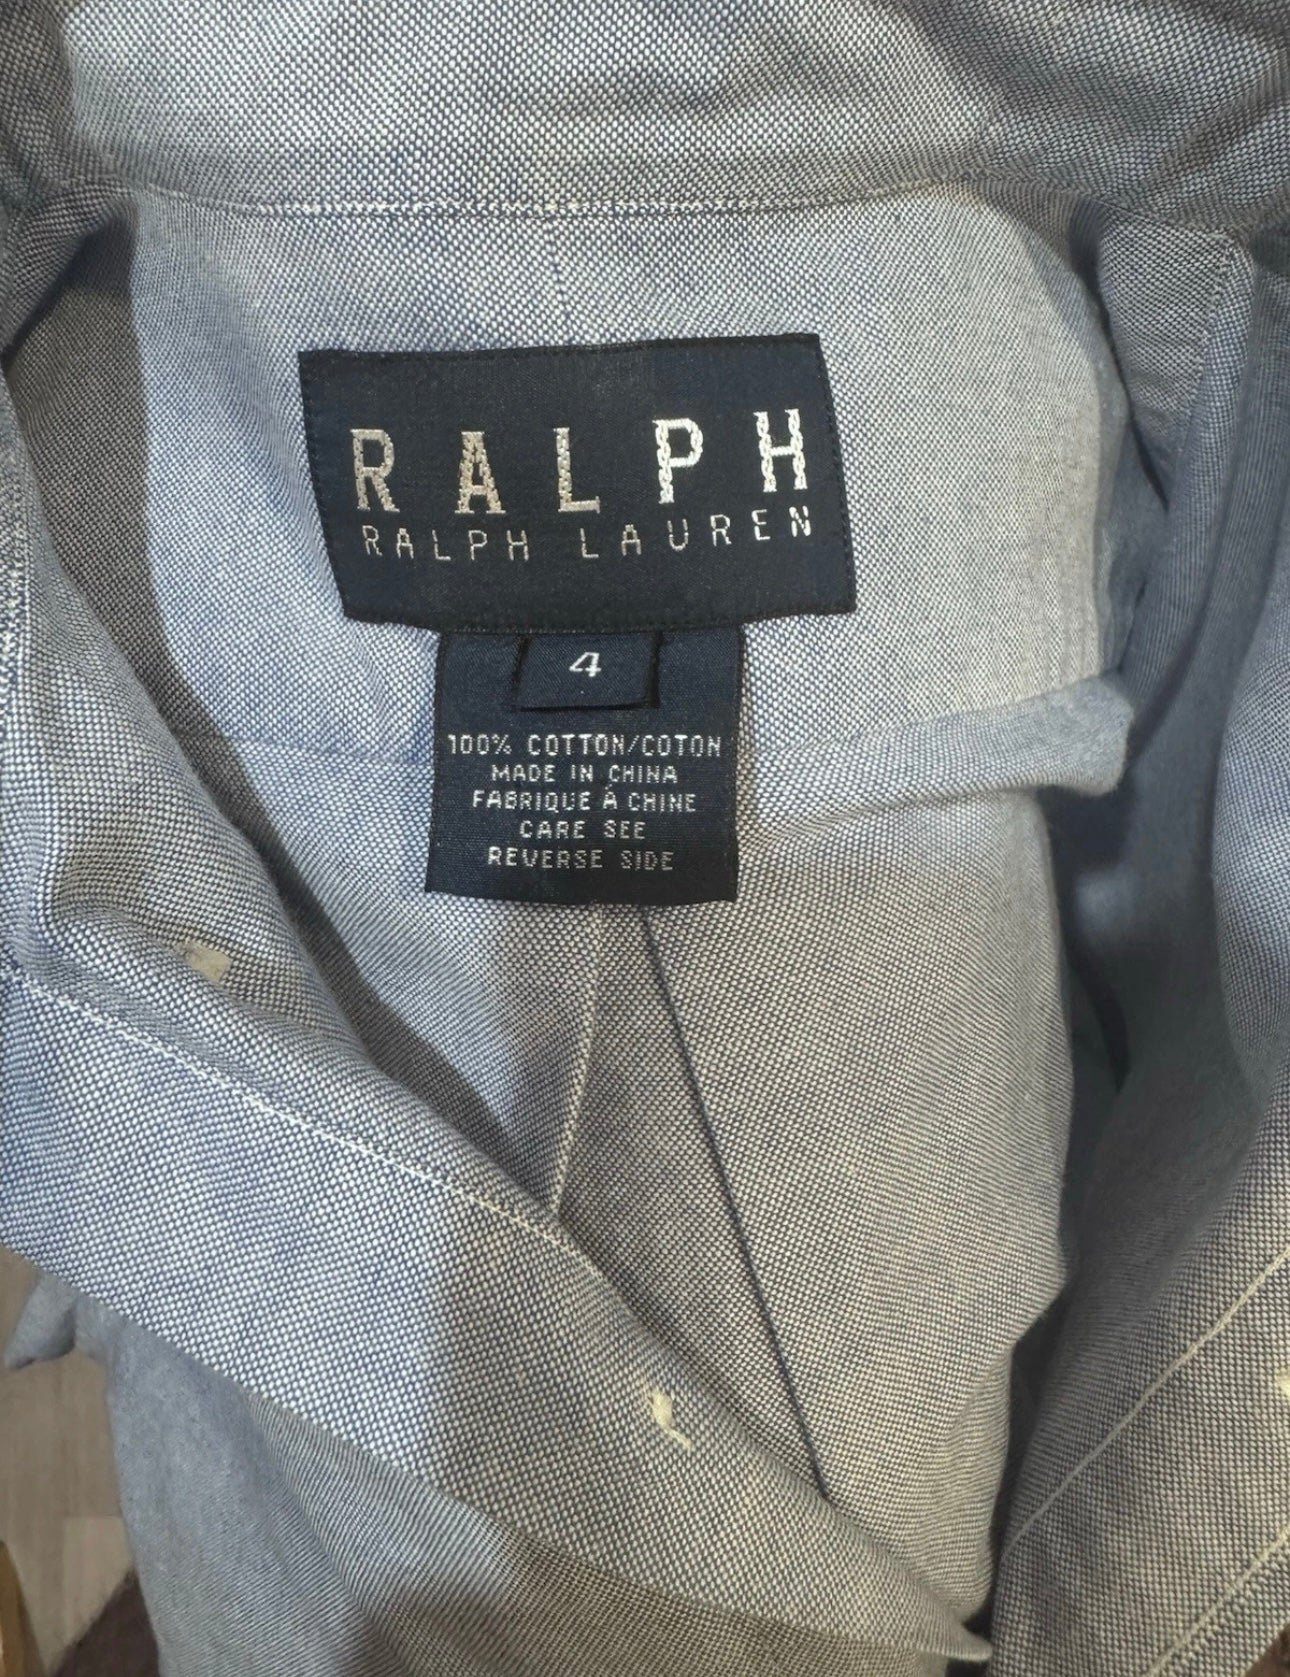 RALPH
RALPH LAUREN
4
100% COTTON/COTON
MADE IN CHINA
FABRIQUE À CHINE
CARE SEE
REVERSE SIDE